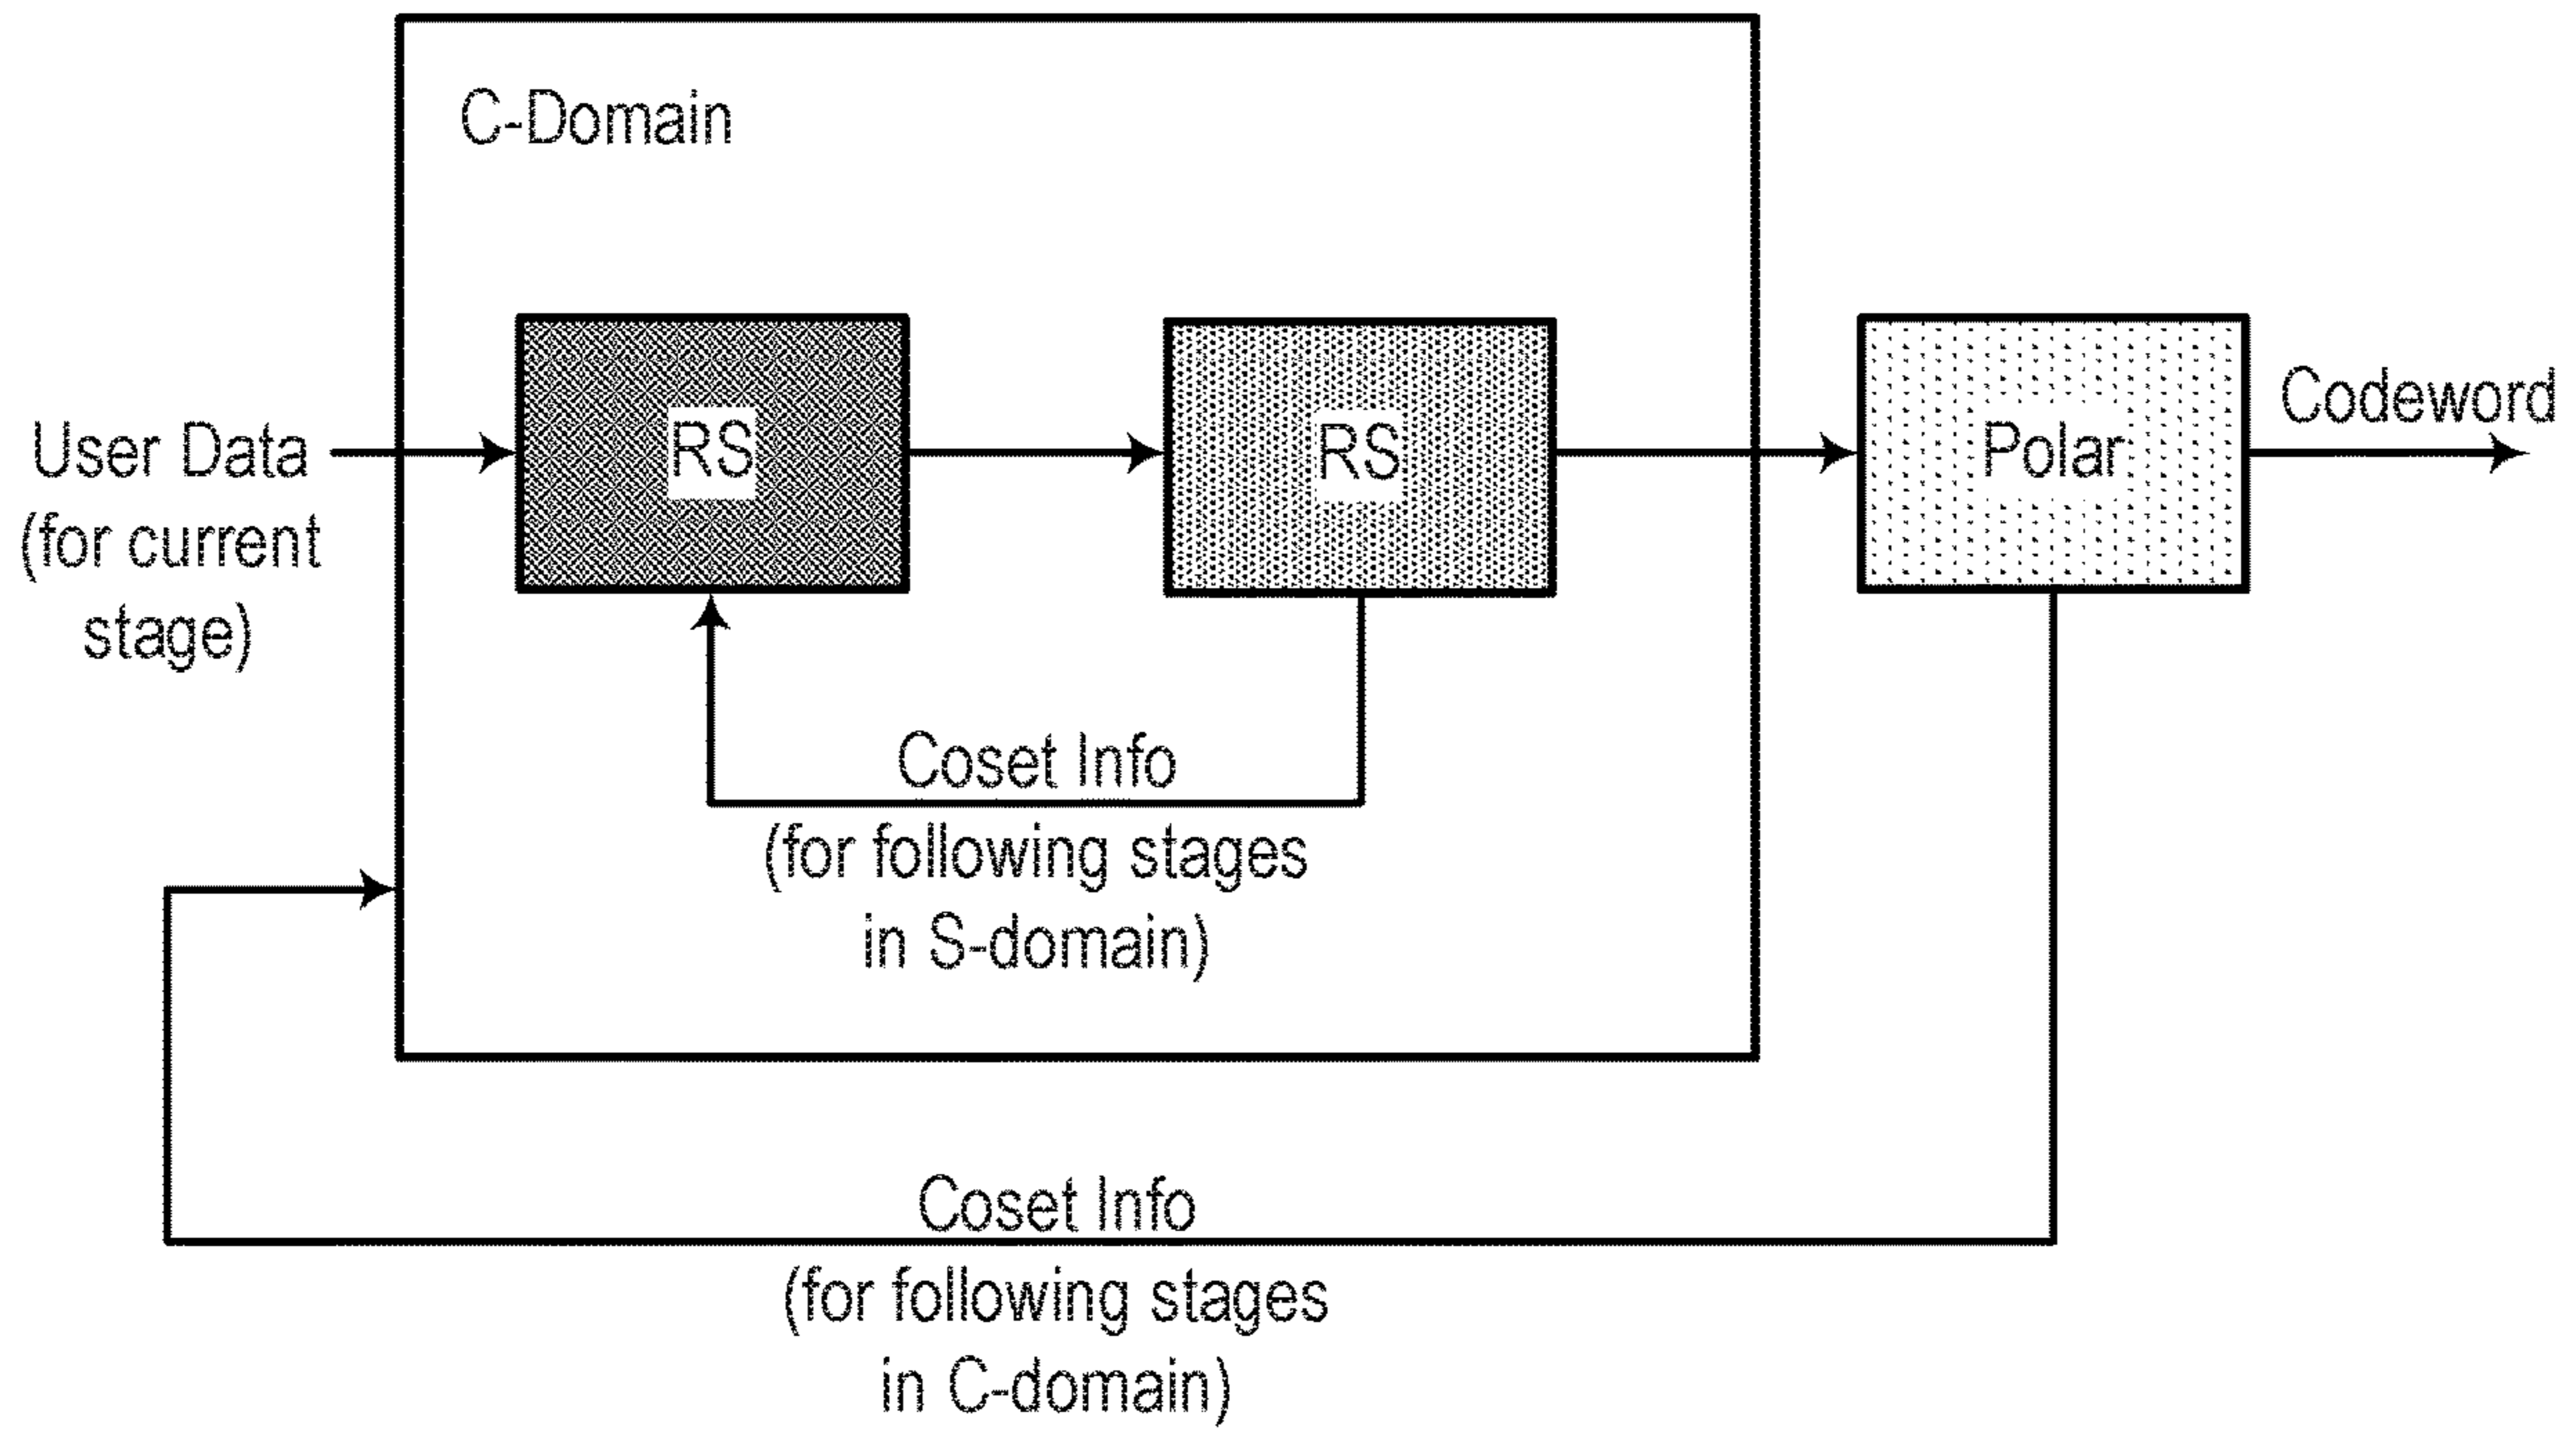 C-Domain
User Data
(for current
stage)
RS
RS
Polar
Codeword
Coset Info
(for following stages
in S-domain)
Coset Info
(for following stages
in C-domain)